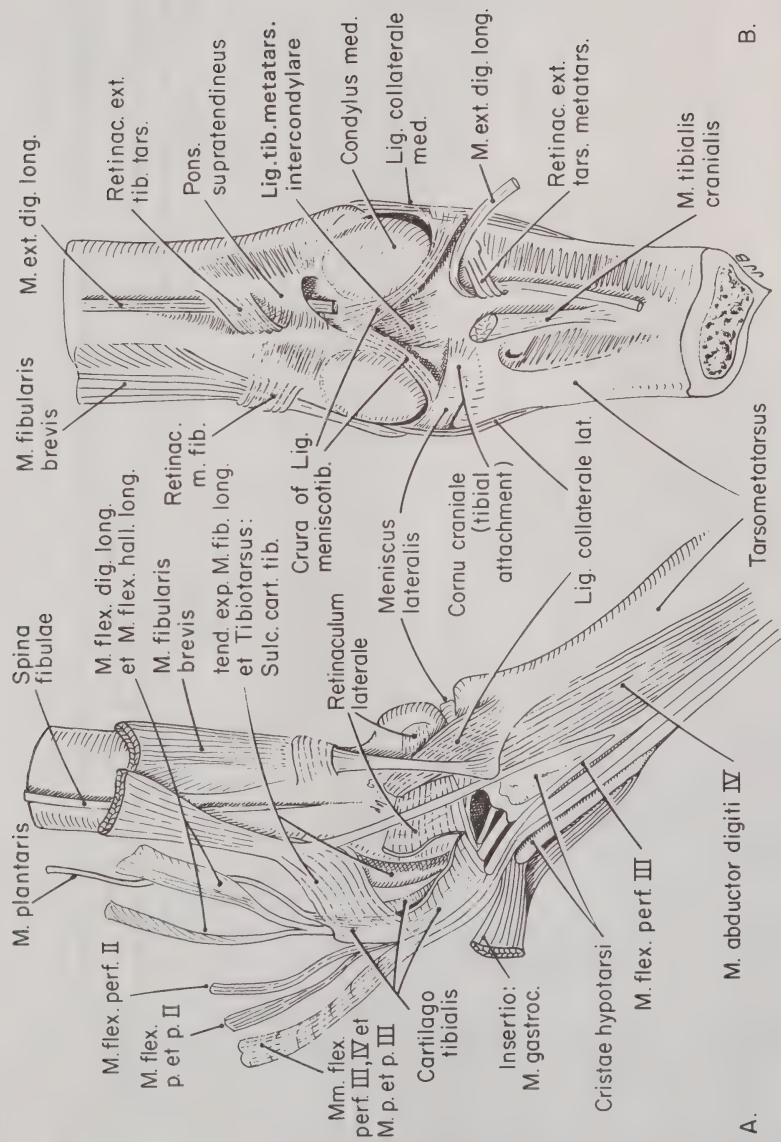 M. plantaris
Spina
fibulae
M. flex. dig. long.
et M. flex. hall. long.
M. fibularis
brevis
tend. exp. M. fib. long.
et Tibiotarsus:
Sulc. cart. tib.
Retinaculum
laterale
Meniscus
lateralis
Cornu craniale
(tibial
attachment)
Lig. collaterale lat.
Tarsometatarsus
M. flex. perf. II
M. flex.
p. et p. II
Mm. flex.
perf. III, IV et
M. p. et p. III
Cartilago
tibialis
Insertio:
M. gastroc.
Cristae hypotarsi
M. flex. perf. III
M. abductor digiti IV
A.
M. fibularis
brevis
M. ext. dig. long.
Retinac. ext.
tib. tars.
Pons.
supratendineus
Lig. tib. metatars.
intercondylare
Condylus med.
Lig. collaterale
med.
M. ext. dig. long.
Retinac. ext.
tars. metatars.
M. tibialis
cranialis
Retinac.
m. fib.
Crura of Lig.
meniscotib.
B.